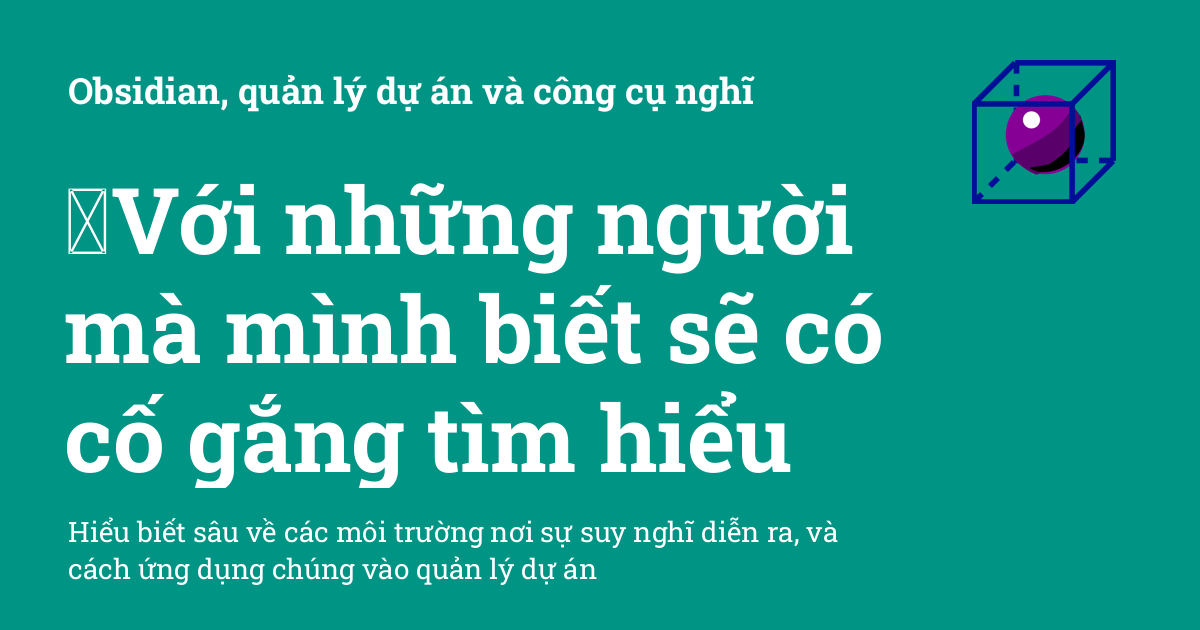 Obsidian, quản lý dự án và công cụ nghĩ
Với những người
mà mình biết sẽ có
cố gắng tìm hiểu
Hiểu biết sâu về các môi trường nơi sự suy nghĩ diễn ra, và
cách ứng dụng chúng vào quản lý dự án